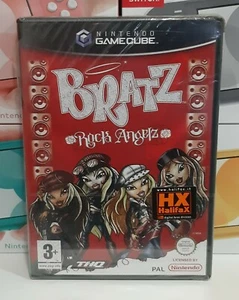 NINTENDO
GAMECUBE
BRATZ
Rock Angelz
www.halifax.it
HX
HALIFAX
3+
THQ
PAL
Nintendo